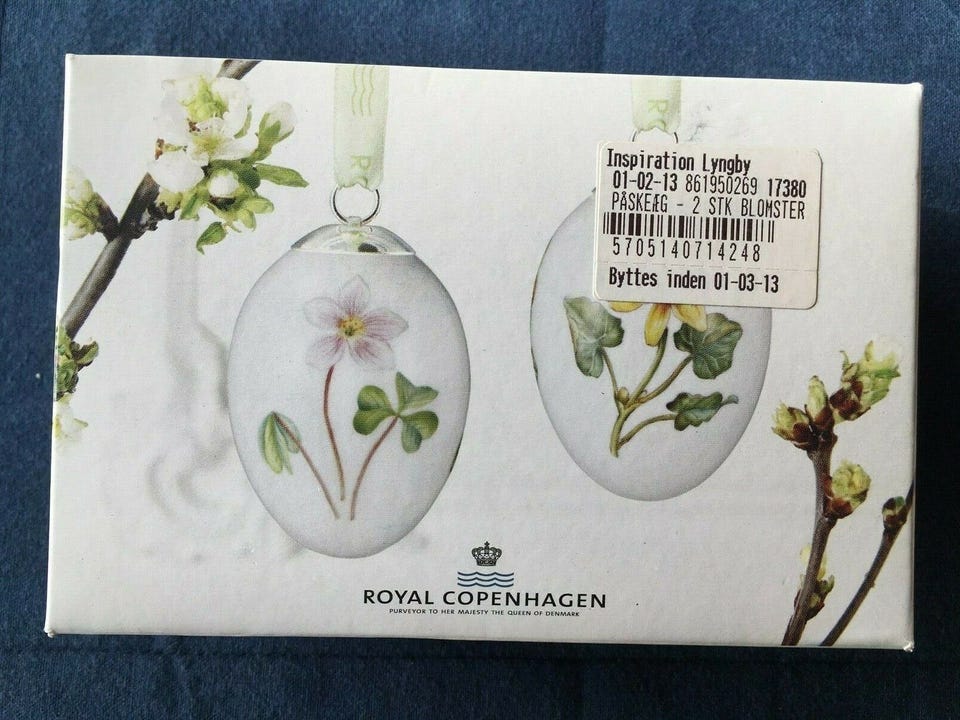 R
R
Inspiration Lyngby
01-02-13 861950269 17380
PÅSKEÆG - 2 STK BLOMSTER
5705140714248
Byttes inden 01-03-13
ROYAL COPENHAGEN
PURVEYOR TO HER MAJESTY THE QUEEN OF DENMARK